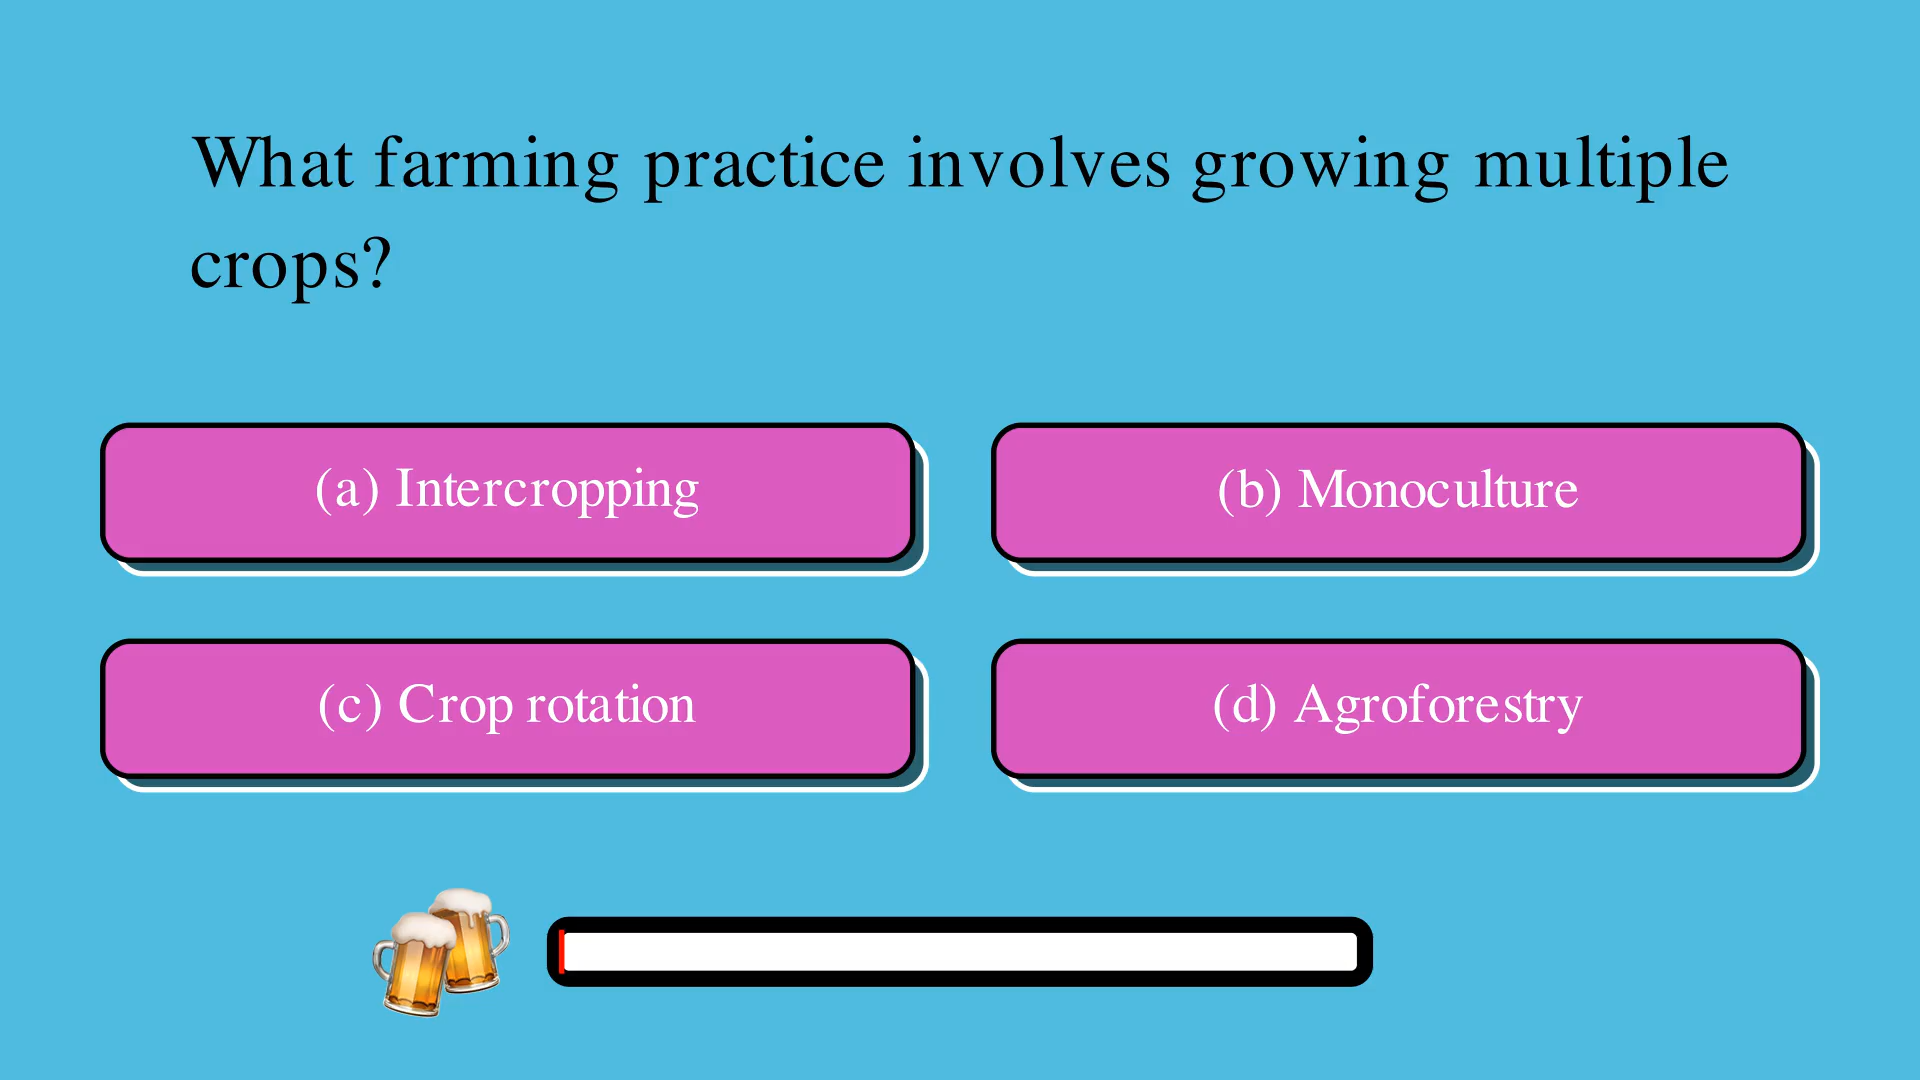 What farming practice involves growing multiple
crops?
(a) Intercropping
(b) Monoculture
(c) Crop rotation
(d) Agroforestry